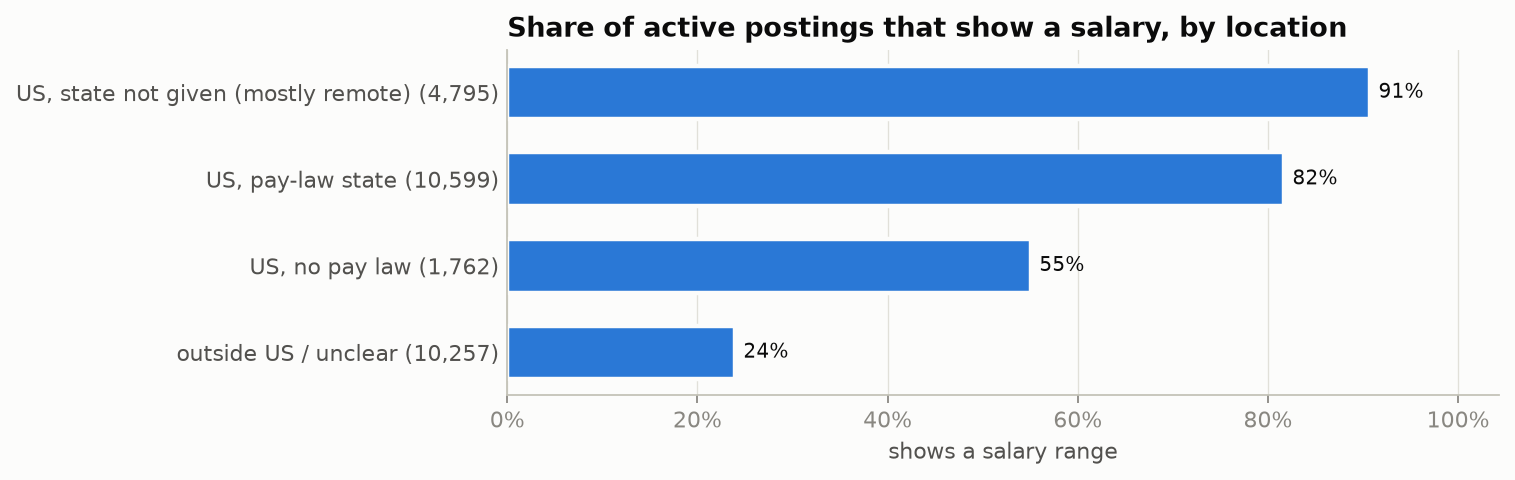 Share of active postings that show a salary, by location
US, state not given (mostly remote) (4,795)
91%
US, pay-law state (10,599)
82%
US, no pay law (1,762)
55%
outside US / unclear (10,257)
24%
0% 20% 40% 60% 80% 100%
shows a salary range